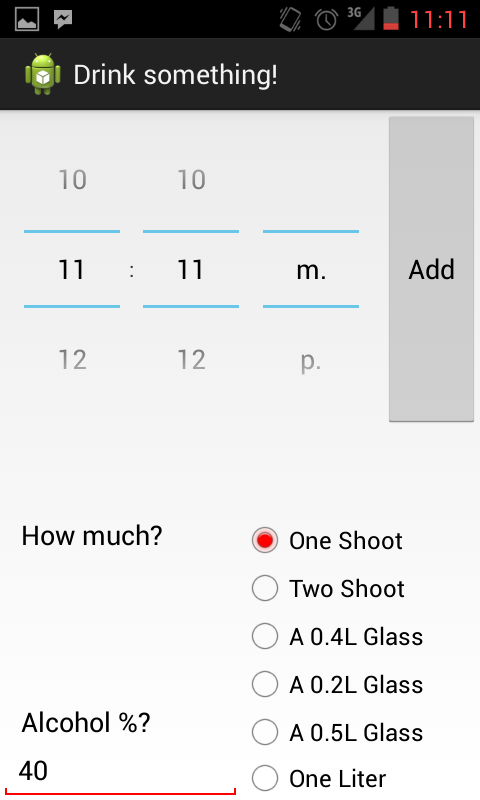 3G 11:11
Drink something!
10 10
11 : 11 m. Add
12 12 p.
How much?
One Shoot
Two Shoot
A 0.4L Glass
A 0.2L Glass
Alcohol %?
A 0.5L Glass
40
One Liter